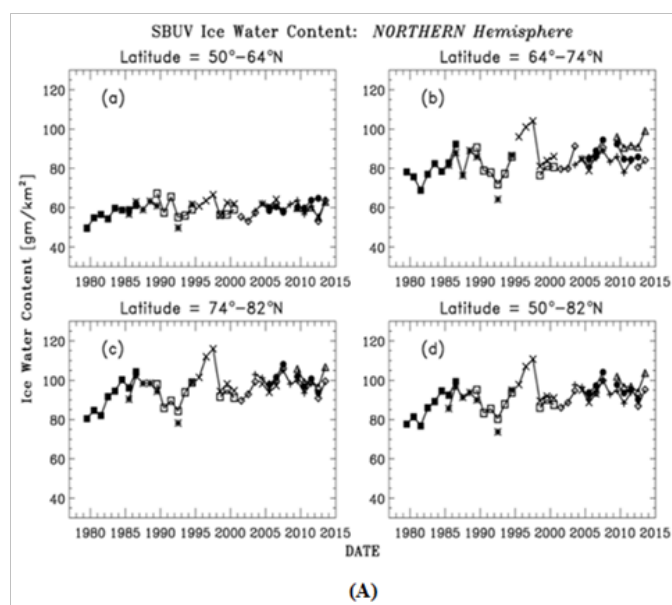 SBUV Ice Water Content: NORTHERN Hemisphere
Latitude = 50°−64°N
Latitude = 64°−74°N
(a)
(b)
100
80
60
40
100
80
60
40
1980 1985 1990 1995 2000 2005 2010 2015
1980 1985 1990 1995 2000 2005 2010 2015
Ice Water Content [gm/km²]
Latitude = 74°−82°N
Latitude = 50°−82°N
(c)
(d)
120
100
80
60
40
120
100
80
60
40
1980 1985 1990 1995 2000 2005 2010 2015
1980 1985 1990 1995 2000 2005 2010 2015
DATE
(A)